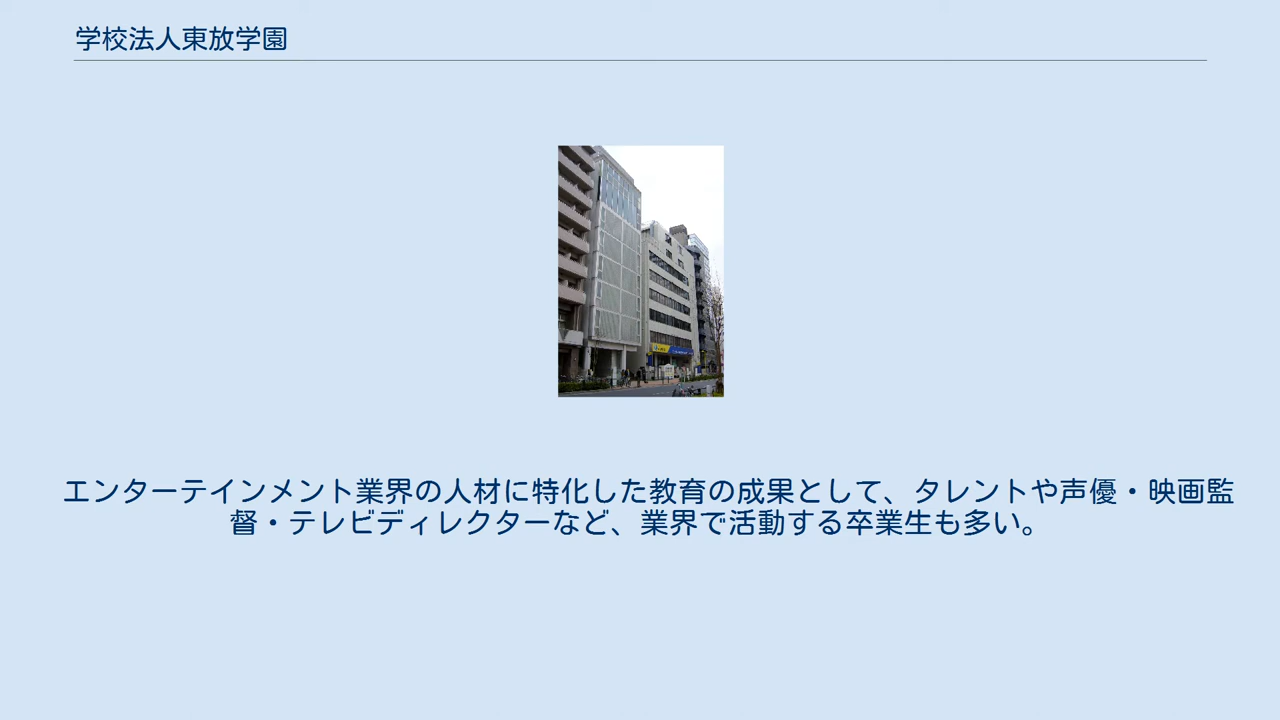 学校法人東放学園
エンターテインメント業界の人材に特化した教育の成果として、タレントや声優・映画監
督・テレビディレクターなど、業界で活動する卒業生も多い。